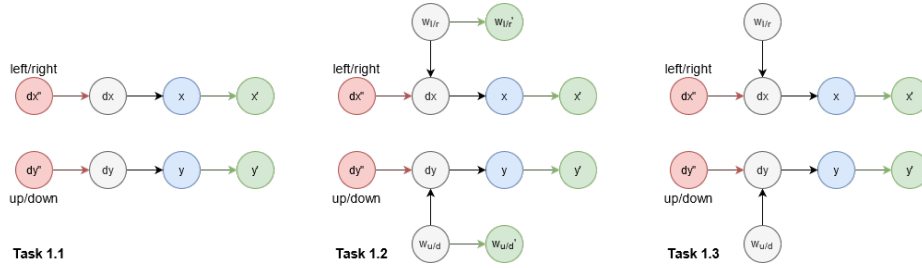 left/right
dx" dx x x'
dy" dy y y'
up/down
Task 1.1
w_l/r w_l/r'
left/right
dx" dx x x'
dy" dy y y'
up/down
w_u/d w_u/d'
Task 1.2
w_l/r
left/right
dx" dx x x'
dy" dy y y'
up/down
w_u/d
Task 1.3